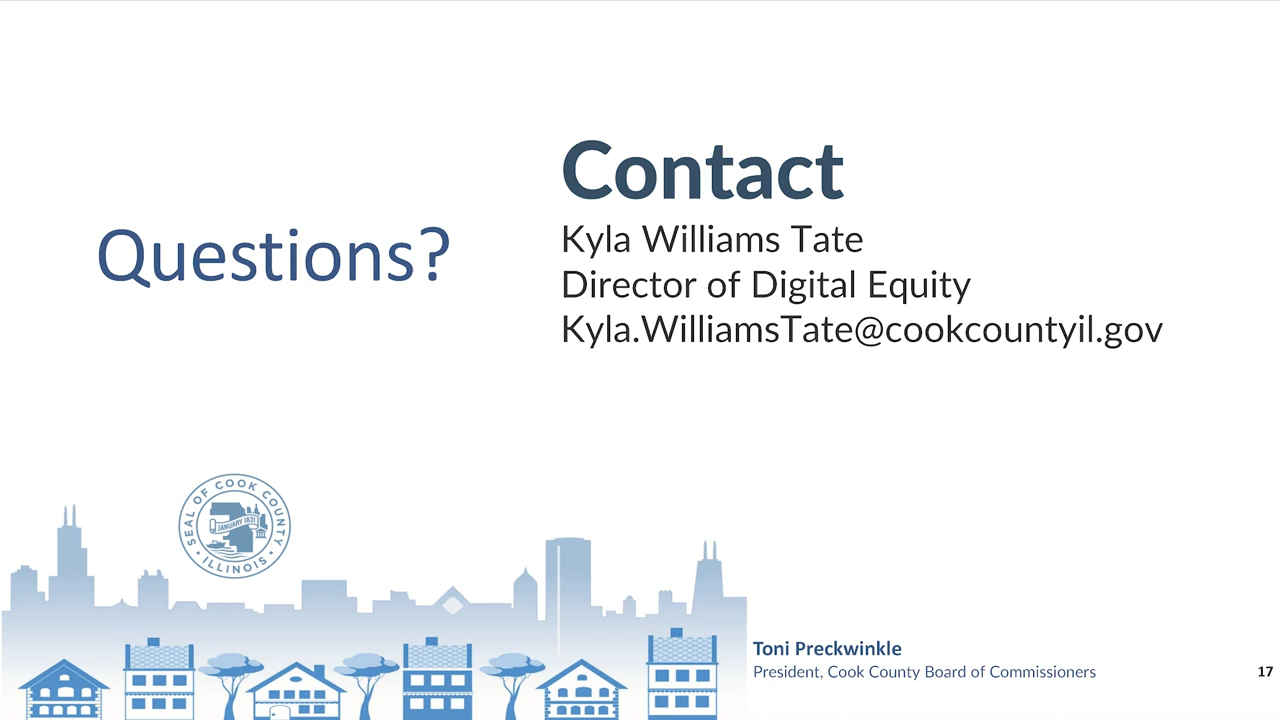 Questions?
Contact
Kyla Williams Tate
Director of Digital Equity
Kyla.WilliamsTate@cookcountyil.gov
SEAL OF COOK COUNTY
JANUARY 1831
• ILLINOIS •
Toni Preckwinkle
President, Cook County Board of Commissioners
17